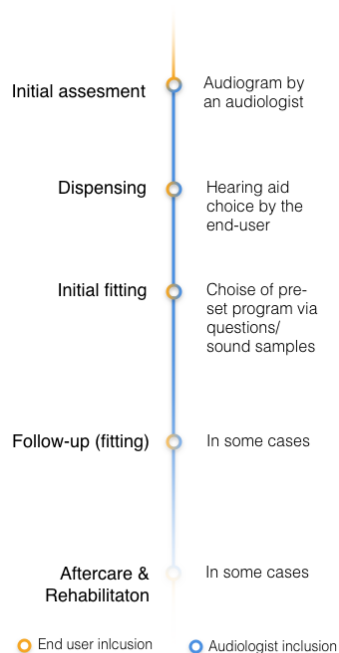 Initial assesment
Audiogram by
an audiologist
Dispensing
Hearing aid
choice by the
end-user
Initial fitting
Choise of pre-
set program via
questions/
sound samples
Follow-up (fitting)
In some cases
Aftercare &
Rehabilitaton
In some cases
End user inlcusion
Audiologist inclusion